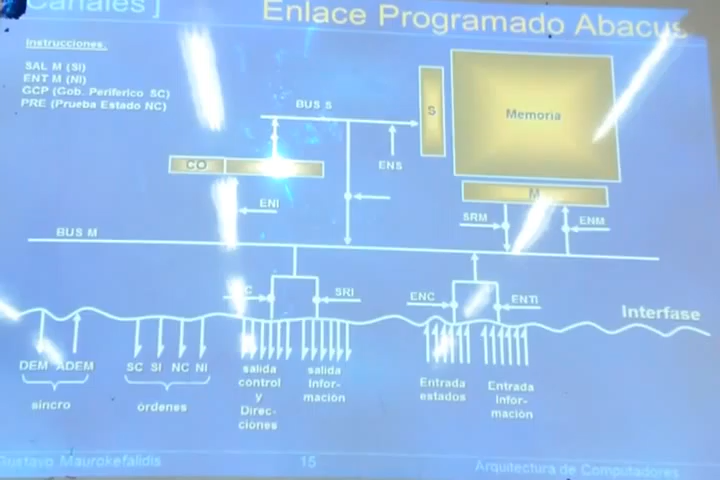 Canales ]
Enlace Programado Abacus
Instrucciones.
SAL M (SI)
ENT M (NI)
GCP (Gob. Periferico SC)
PRE (Prueba Estado NC)
BUS S
S
Memoria
CO
ENS
M
ENI
SRM
ENM
BUS M
SRI
ENC
ENTI
Interfase
DEM ADEM
SC SI NC NI
sincro
órdenes
salida
control
y
Direc-
ciones
salida
Infor-
mación
Entrada
estados
Entrada
Infor-
mación
Gustavo Maurokefalidis
15
Arquitectura de Computadores